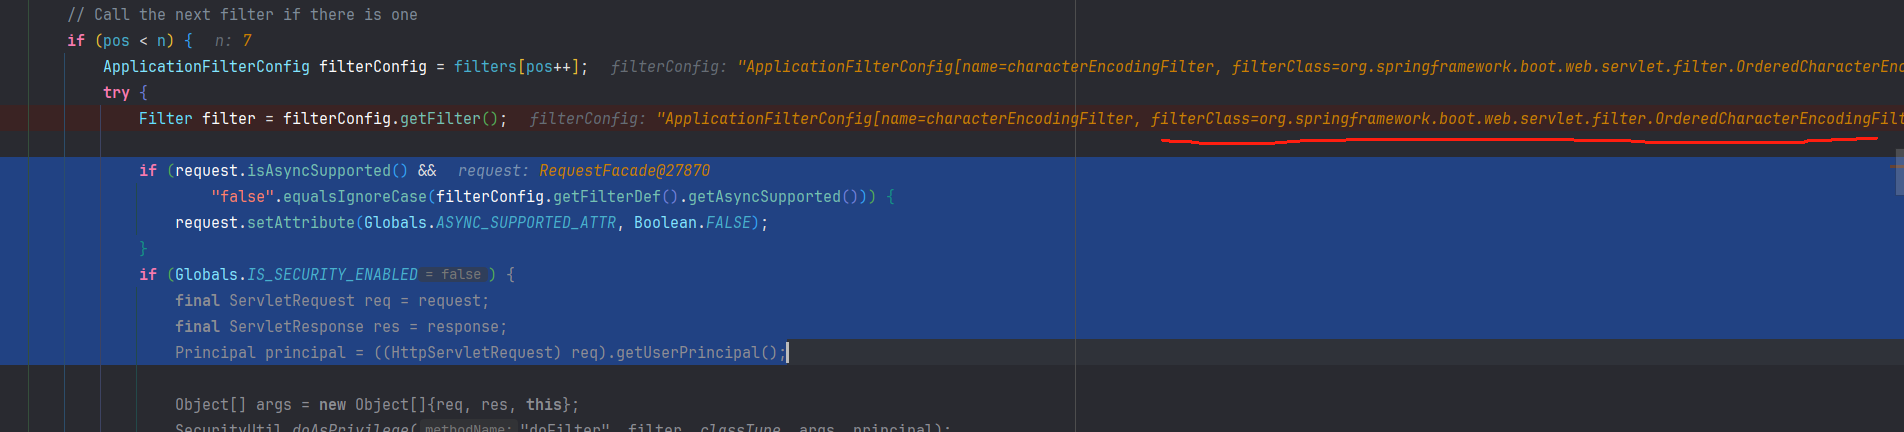 // Call the next filter if there is one
if (pos < n) { n: 7
ApplicationFilterConfig filterConfig = filters[pos++]; filterConfig: "ApplicationFilterConfig[name=characterEncodingFilter, filterClass=org.springframework.boot.web.servlet.filter.OrderedCharacterEnc
try {
Filter filter = filterConfig.getFilter(); filterConfig: "ApplicationFilterConfig[name=characterEncodingFilter, filterClass=org.springframework.boot.web.servlet.filter.OrderedCharacterEncodingFilt
if (request.isAsyncSupported() && request: RequestFacade@27870
"false".equalsIgnoreCase(filterConfig.getFilterDef().getAsyncSupported())) {
request.setAttribute(Globals.ASYNC_SUPPORTED_ATTR, Boolean.FALSE);
}
if (Globals.IS_SECURITY_ENABLED = false ) {
final ServletRequest req = request;
final ServletResponse res = response;
Principal principal = ((HttpServletRequest) req).getUserPrincipal();
Object[] args = new Object[]{req, res, this};
SecurityUtil.doAsPrivilege( methodName: "doFilter", filter, classType, args, principal);